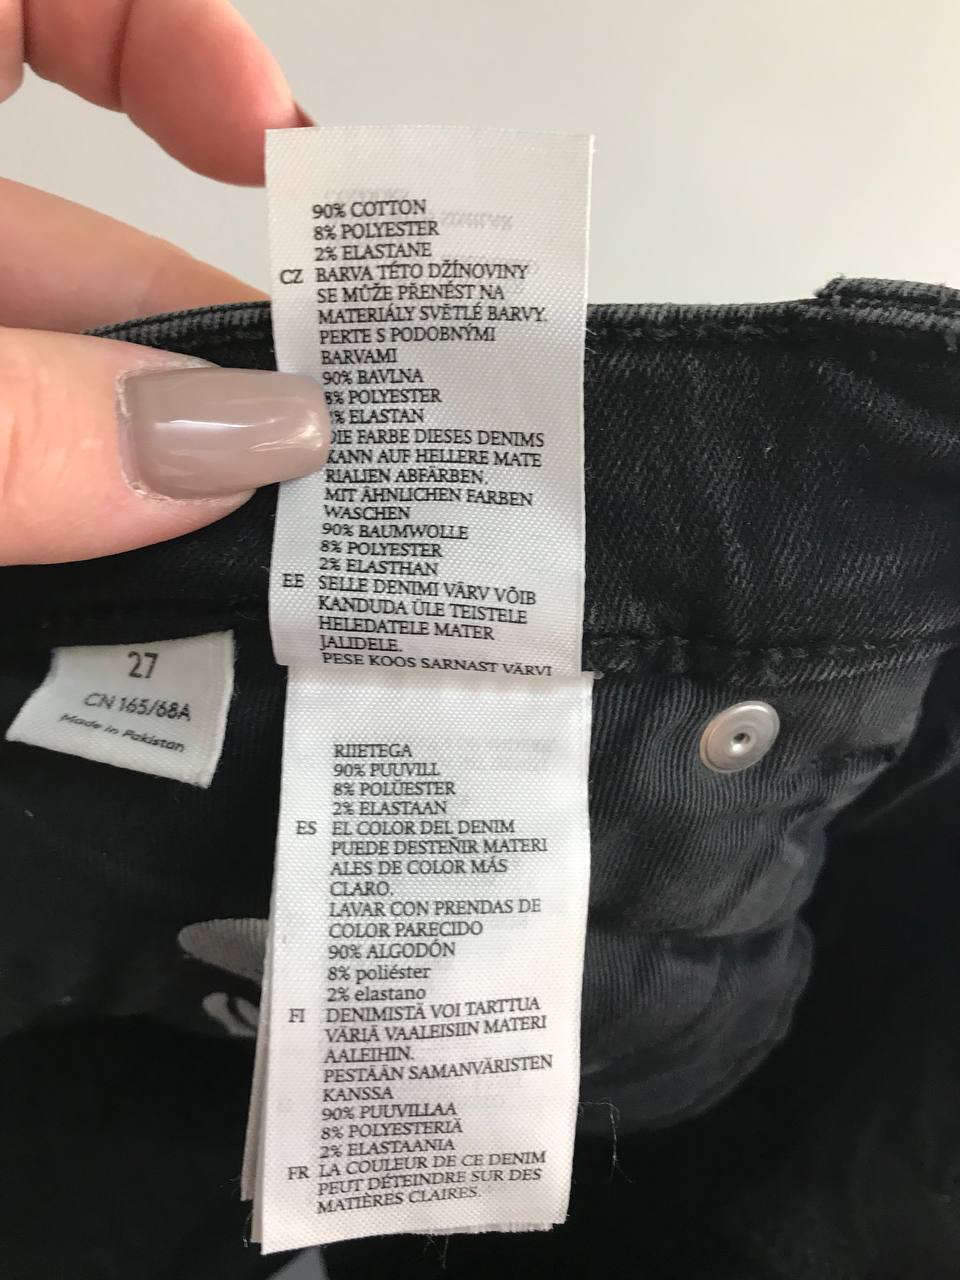 90% COTTON
8% POLYESTER
2% ELASTANE
CZ BARVA TÉTO DŽÍNOVINY
SE MŮŽE PŘENÉST NA
MATERIÁLY SVĚTLÉ BARVY.
PERTE S PODOBNÝMI
BARVAMI
90% BAVLNA
8% POLYESTER
% ELASTAN
DIE FARBE DIESES DENIMS
KANN AUF HELLERE MATE
RIALIEN ABFÄRBEN.
MIT ÄHNLICHEN FARBEN
WASCHEN
90% BAUMWOLLE
8% POLYESTER
2% ELASTHAN
EE SELLE DENIMI VÄRV VÕIB
KANDUDA ÜLE TEISTELE
HELEDATELE MATER
JALIDELE.
PESE KOOS SARNAST VÄRVI
RIIETEGA
90% PUUVILL
8% POLÜESTER
2% ELASTAAN
ES EL COLOR DEL DENIM
PUEDE DESTEÑIR MATERI
ALES DE COLOR MÁS
CLARO.
LAVAR CON PRENDAS DE
COLOR PARECIDO
90% ALGODÓN
8% poliéster
2% elastano
FI DENIMISTÄ VOI TARTTUA
VÄRIÄ VAALEISIIN MATERI
AALEIHIN.
PESTÄÄN SAMANVÄRISTEN
KANSSA
90% PUUVILLAA
8% POLYESTERIÄ
2% ELASTAANIA
FR LA COULEUR DE CE DENIM
PEUT DÉTEINDRE SUR DES
MATIÈRES CLAIRES.
27
CN 165/68A
Made in Pakistan